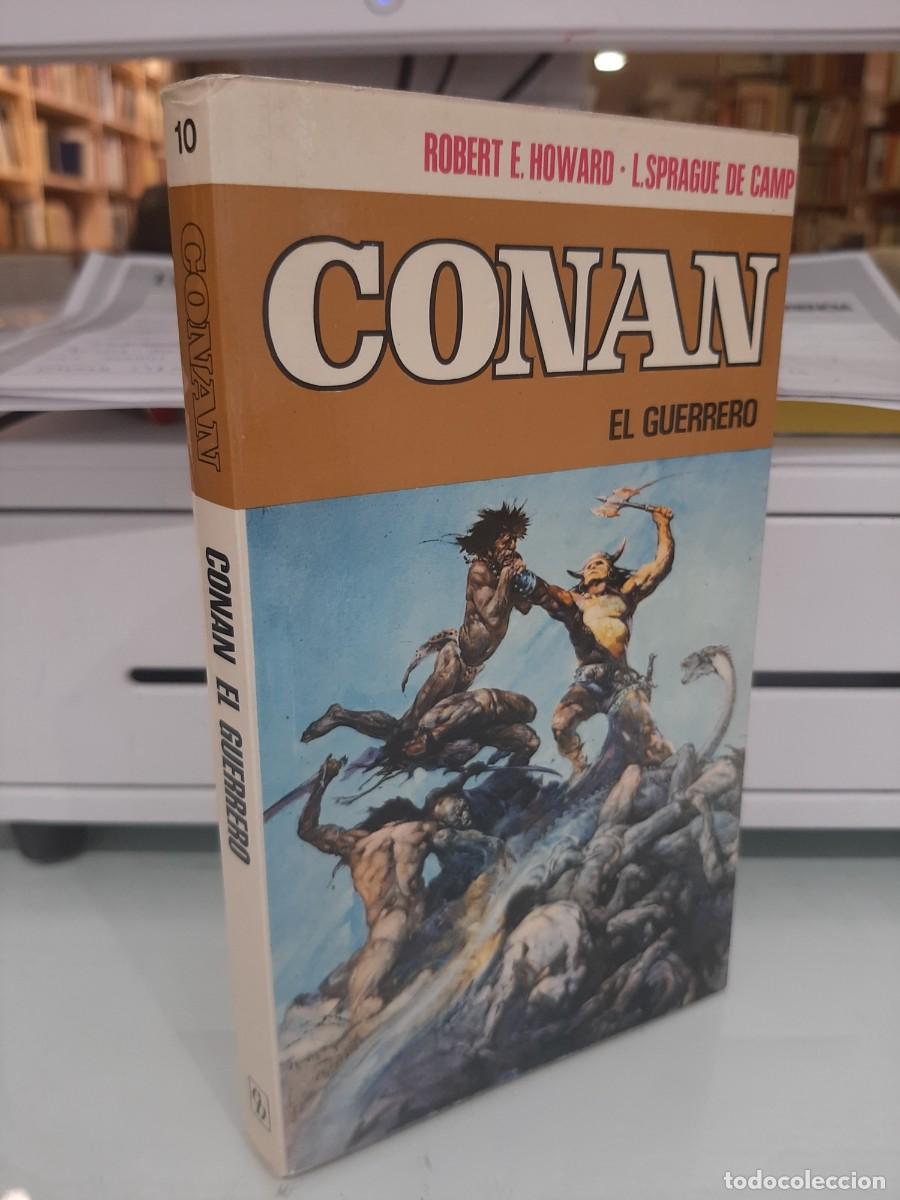 10
CONAN
CONAN EL GUERRERO
ROBERT E. HOWARD · L. SPRAGUE DE CAMP
CONAN
EL GUERRERO
todocoleccion